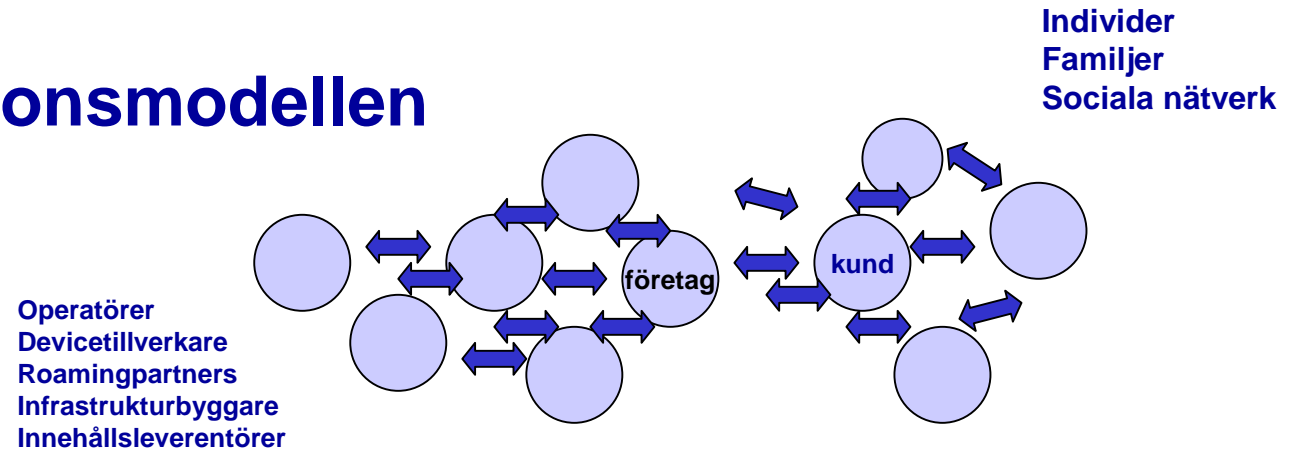 Individer
Familjer
Sociala nätverk
onsmodellen
företag
kund
Operatörer
Devicetillverkare
Roamingpartners
Infrastrukturbyggare
Innehållsleverentörer